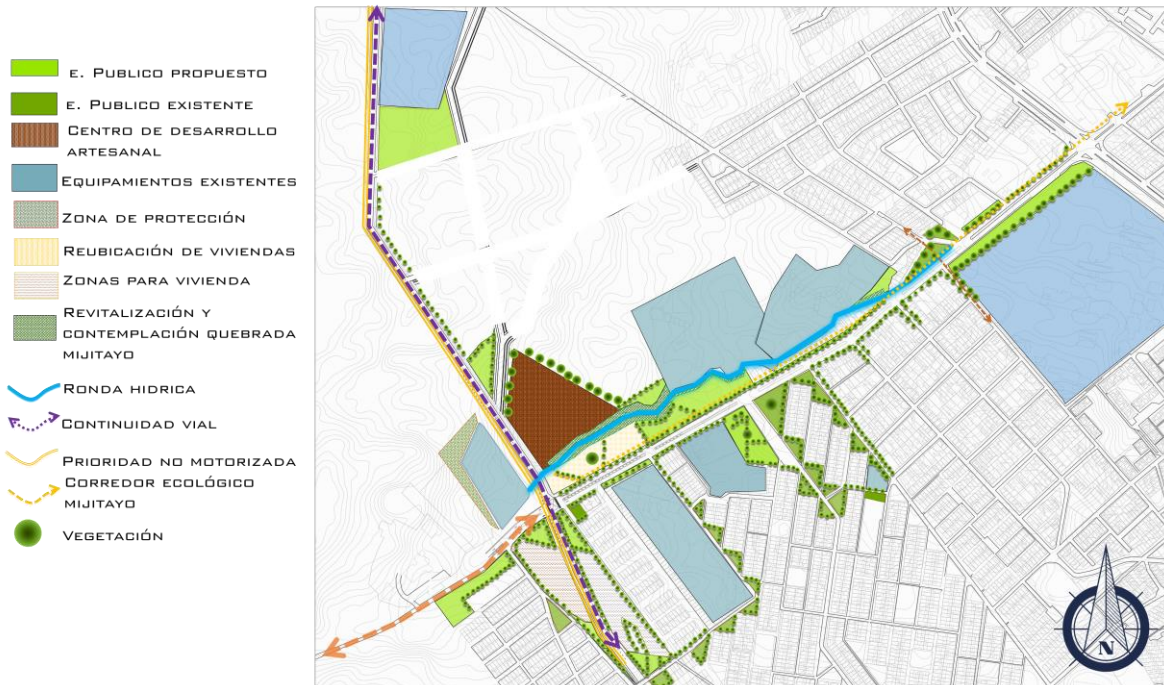 E. PUBLICO PROPUESTO
E. PUBLICO EXISTENTE
CENTRO DE DESARROLLO
ARTESANAL
EQUIPAMIENTOS EXISTENTES
ZONA DE PROTECCIÓN
REUBICACIÓN DE VIVIENDAS
ZONAS PARA VIVIENDA
REVITALIZACIÓN Y
CONTEMPLACIÓN QUEBRADA
MIJITAYO
RONDA HIDRICA
CONTINUIDAD VIAL
PRIORIDAD NO MOTORIZADA
CORREDOR ECOLÓGICO
MIJITAYO
VEGETACIÓN
N